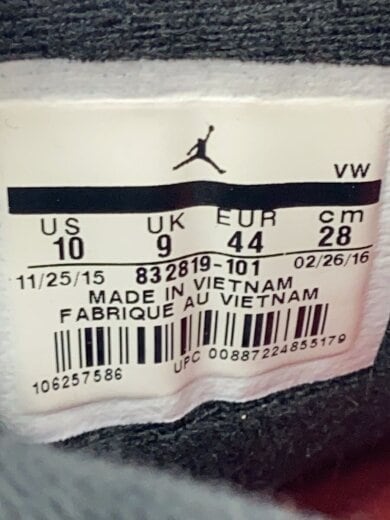 VW
US UK EUR cm
10 9 44 28
11/25/15 832819-101 02/26/16
MADE IN VIETNAM
FABRIQUE AU VIETNAM
106257586 UPC 00887224855179